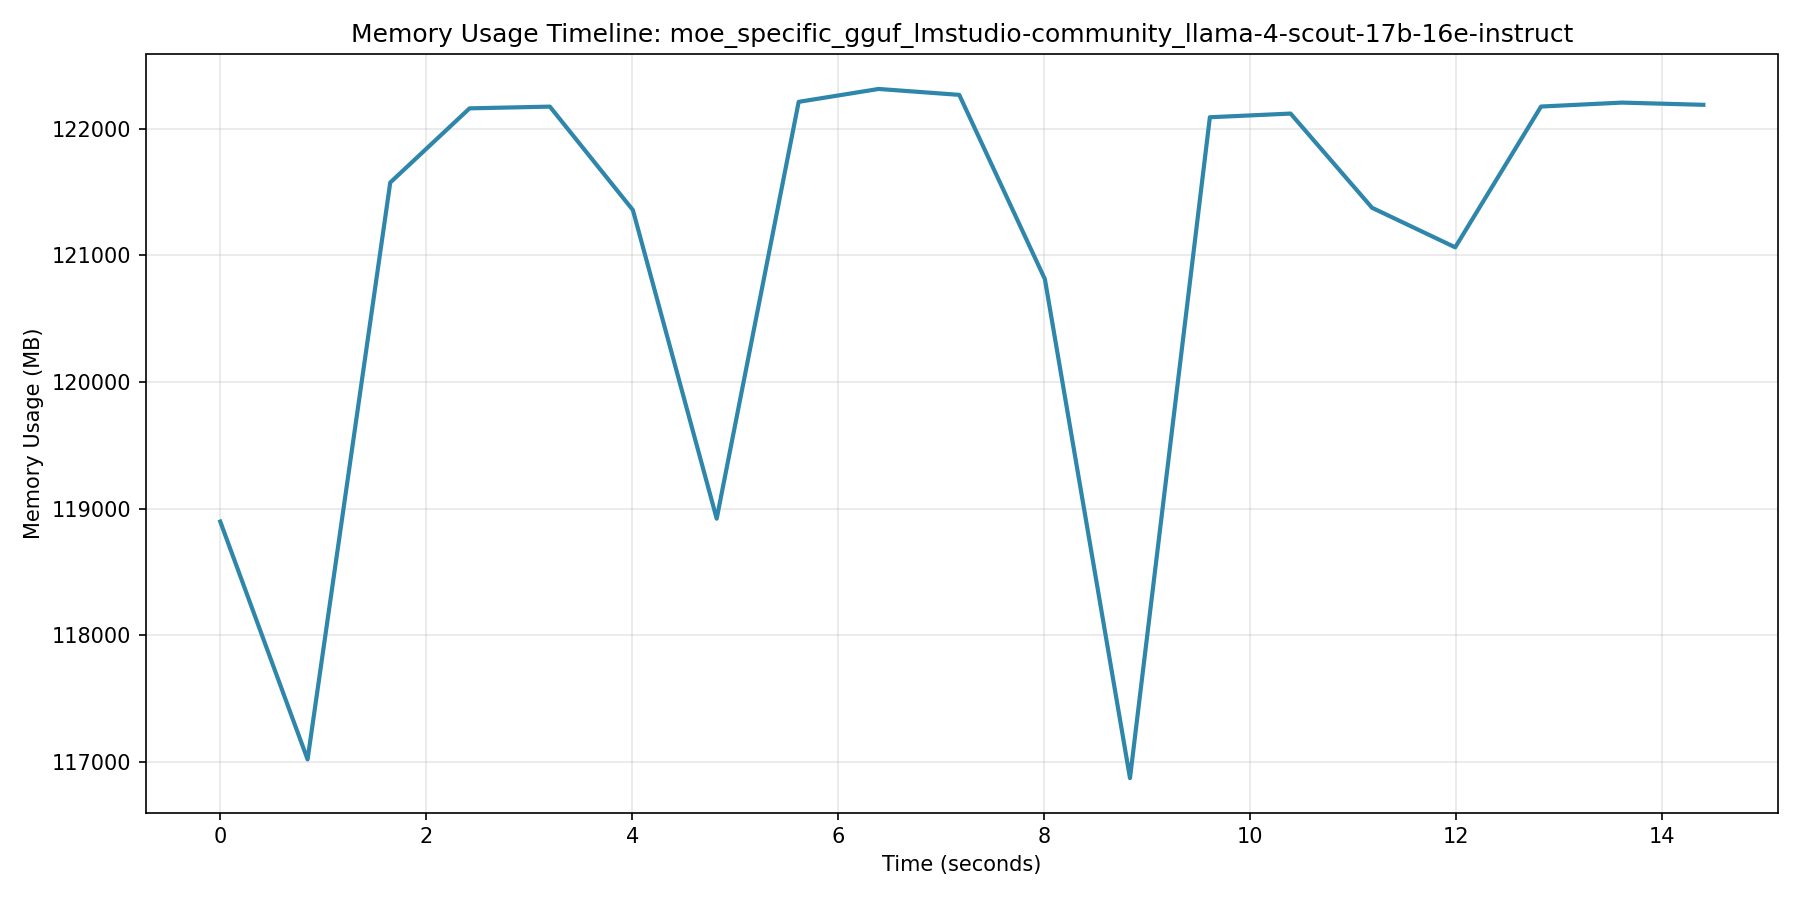 Memory Usage Timeline: moe_specific_gguf_lmstudio-community_llama-4-scout-17b-16e-instruct
Memory Usage (MB)
122000
121000
120000
119000
118000
117000
0 2 4 6 8 10 12 14
Time (seconds)